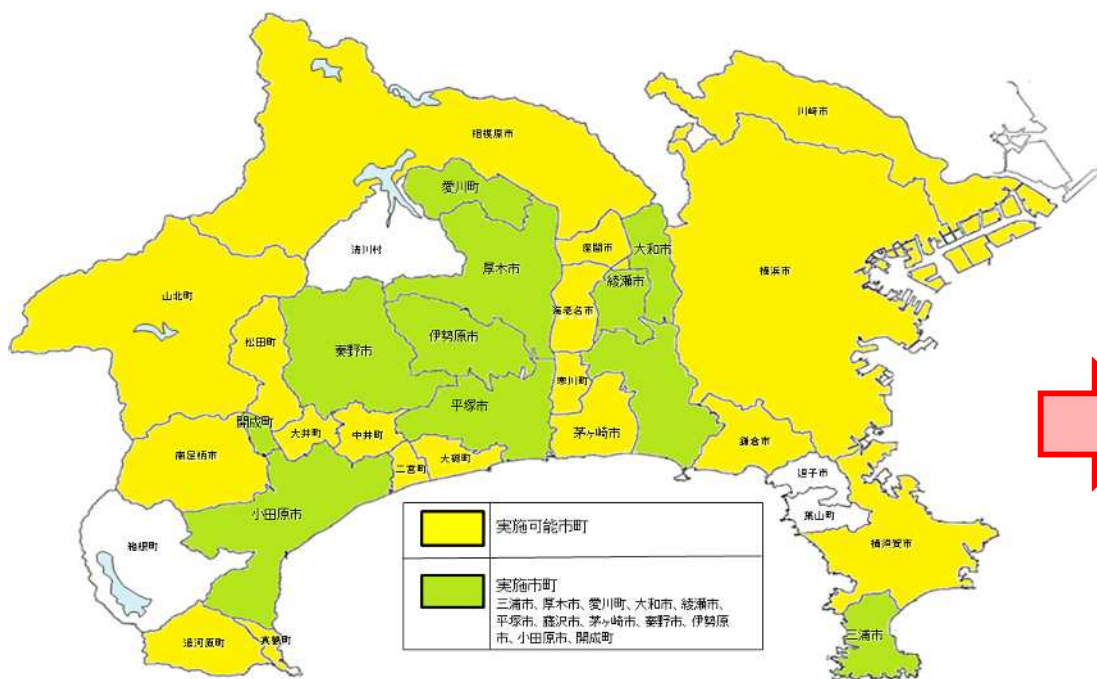 川崎市
相模原市
愛川町
座間市
大和市
清川村
厚木市
横浜市
綾瀬市
山北町
海老名市
松田町
伊勢原市
秦野市
寒川町
平塚市
開成町
大井町
中井町
茅ヶ崎市
鎌倉市
南足柄市
二宮町
大磯町
逗子市
葉山町
小田原市
箱根町
横須賀市
三浦市
湯河原町
真鶴町
実施可能市町
実施市町
三浦市、厚木市、愛川町、大和市、綾瀬市、
平塚市、藤沢市、茅ヶ崎市、秦野市、伊勢原
市、小田原市、開成町